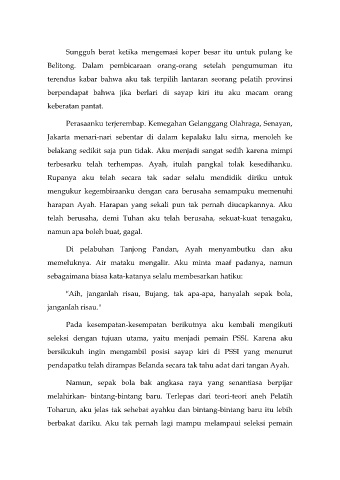 Sungguh berat ketika mengemasi koper besar itu untuk pulang ke
Belitong. Dalam pembicaraan orang-orang setelah pengumuman itu
terendus kabar bahwa aku tak terpilih lantaran seorang pelatih provinsi
berpendapat bahwa jika berlari di sayap kiri itu aku macam orang
keberatan pantat.
Perasaanku terjerembap. Kemegahan Gelanggang Olahraga, Senayan,
Jakarta menari-nari sebentar di dalam kepalaku lalu sirna, menoleh ke
belakang sedikit saja pun tidak. Aku menjadi sangat sedih karena mimpi
terbesarku telah terhempas. Ayah, itulah pangkal tolak kesedihanku.
Rupanya aku telah secara tak sadar selalu mendidik diriku untuk
mengukur kegembiraanku dengan cara berusaha semampuku memenuhi
harapan Ayah. Harapan yang sekali pun tak pernah diucapkannya. Aku
telah berusaha, demi Tuhan aku telah berusaha, sekuat-kuat tenagaku,
namun apa boleh buat, gagal.
Di pelabuhan Tanjong Pandan, Ayah menyambutku dan aku
memeluknya. Air mataku mengalir. Aku minta maaf padanya, namun
sebagaimana biasa kata-katanya selalu membesarkan hatiku:
"Aih, janganlah risau, Bujang, tak apa-apa, hanyalah sepak bola,
janganlah risau."
Pada kesempatan-kesempatan berikutnya aku kembali mengikuti
seleksi dengan tujuan utama, yaitu menjadi pemain PSSI. Karena aku
bersikukuh ingin mengambil posisi sayap kiri di PSSI yang menurut
pendapatku telah dirampas Belanda secara tak tahu adat dari tangan Ayah.
Namun, sepak bola bak angkasa raya yang senantiasa berpijar
melahirkan- bintang-bintang baru. Terlepas dari teori-teori aneh Pelatih
Toharun, aku jelas tak sehebat ayahku dan bintang-bintang baru itu lebih
berbakat dariku. Aku tak pernah lagi mampu melampaui seleksi pemain